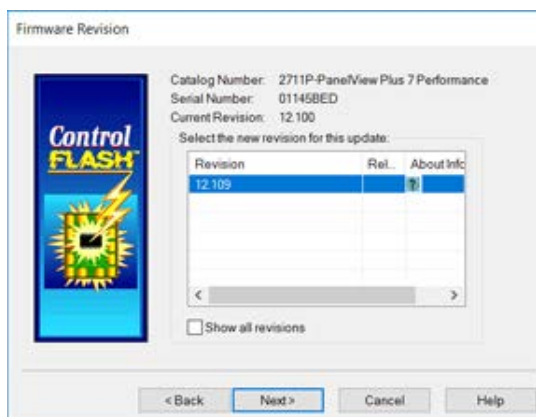 Firmware Revision
Control
FLASH
Catalog Number: 2711P-PanelView Plus 7 Performance
Serial Number: 01145BED
Current Revision: 12.100
Select the new revision for this update:
Revision Rel.. About Info
12.109 ?
Show all revisions
< Back Next > Cancel Help